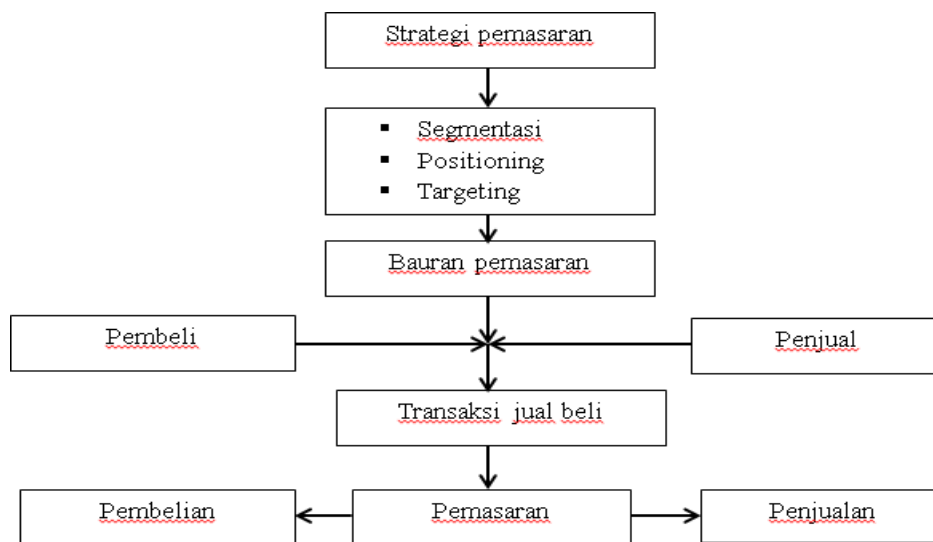 Strategi pemasaran
▪ Segmentasi
▪ Positioning
▪ Targeting
Bauran pemasaran
Pembeli
Penjual
Transaksi jual beli
Pembelian
Pemasaran
Penjualan